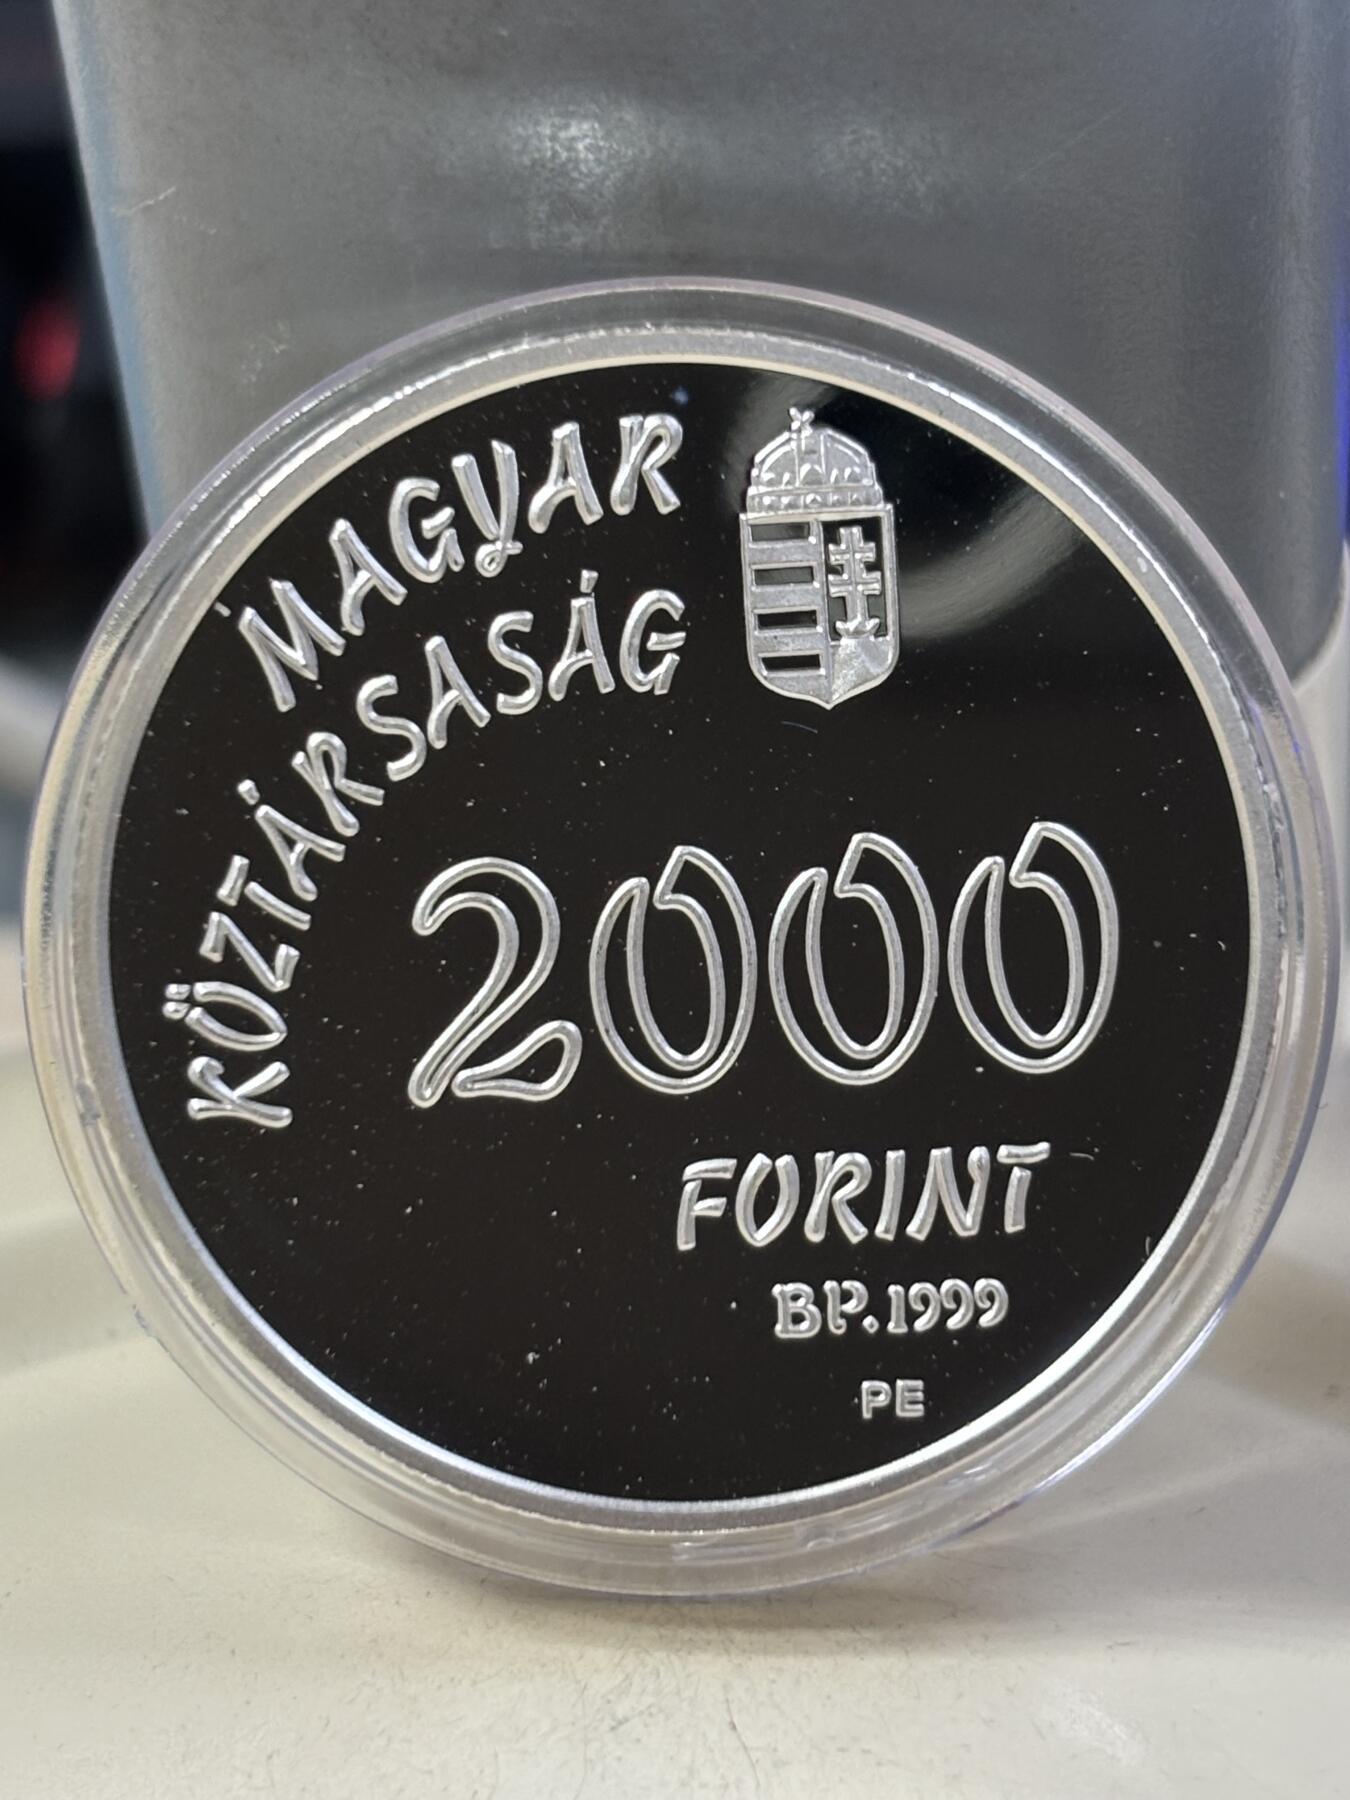 MAGYAR
KÖZTÁRSASÁG
2000
FORINT
BP.1999
PE